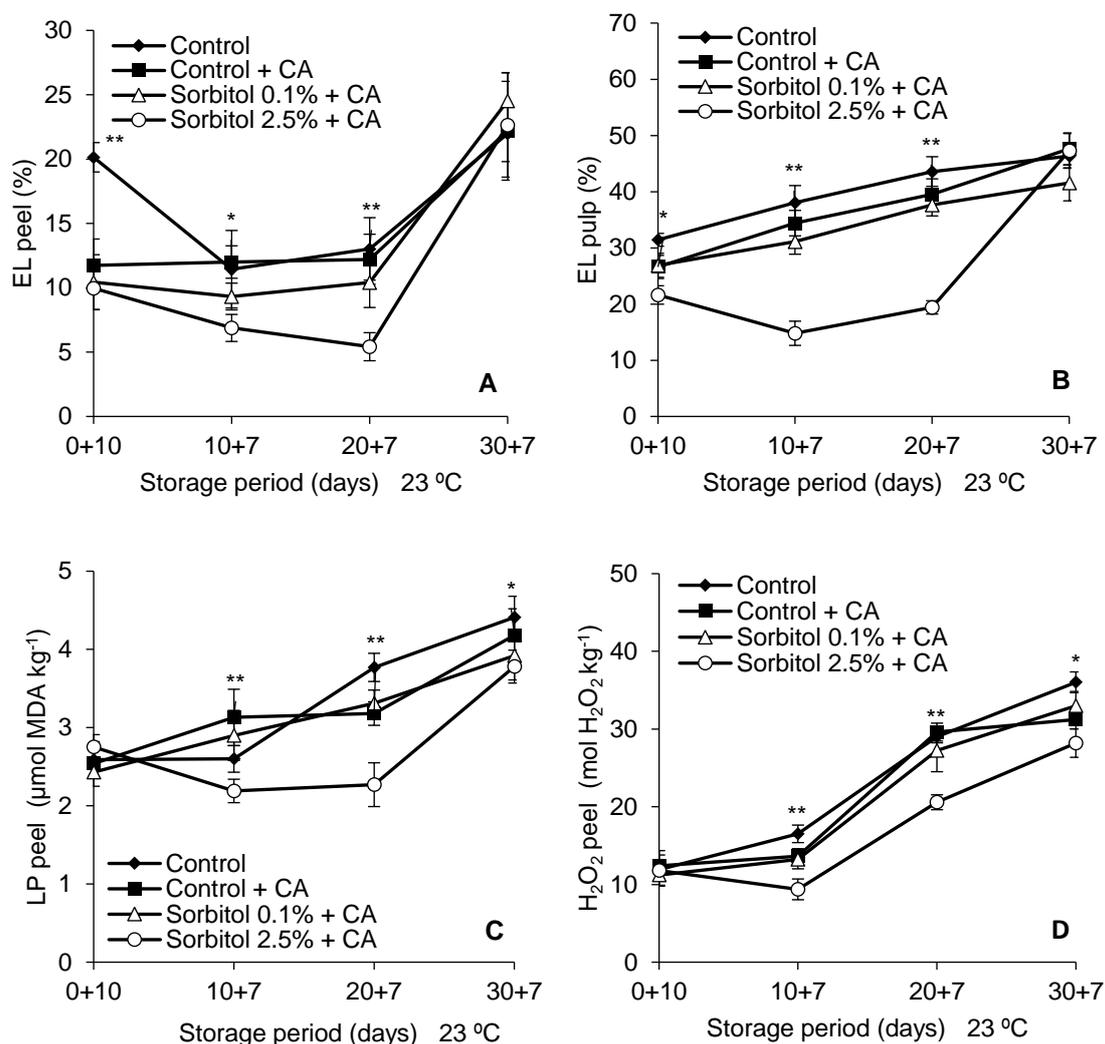 30
25
20
15
10
5
0
EL peel (%)
Control
Control + CA
Sorbitol 0.1% + CA
Sorbitol 2.5% + CA
**
*
**
A
0+10 10+7 20+7 30+7
Storage period (days) 23 ºC
70
60
50
40
30
20
10
0
EL pulp (%)
Control
Control + CA
Sorbitol 0.1% + CA
Sorbitol 2.5% + CA
*
**
**
B
0+10 10+7 20+7 30+7
Storage period (days) 23 ºC
5
4
3
2
1
0
LP peel (µmol MDA kg⁻¹)
**
**
*
Control
Control + CA
Sorbitol 0.1% + CA
Sorbitol 2.5% + CA
C
0+10 10+7 20+7 30+7
Storage period (days) 23 ºC
50
40
30
20
10
0
H₂O₂ peel (mol H₂O₂ kg⁻¹)
Control
Control + CA
Sorbitol 0.1% + CA
Sorbitol 2.5% + CA
**
**
*
D
0+10 10+7 20+7 30+7
Storage period (days) 23 ºC